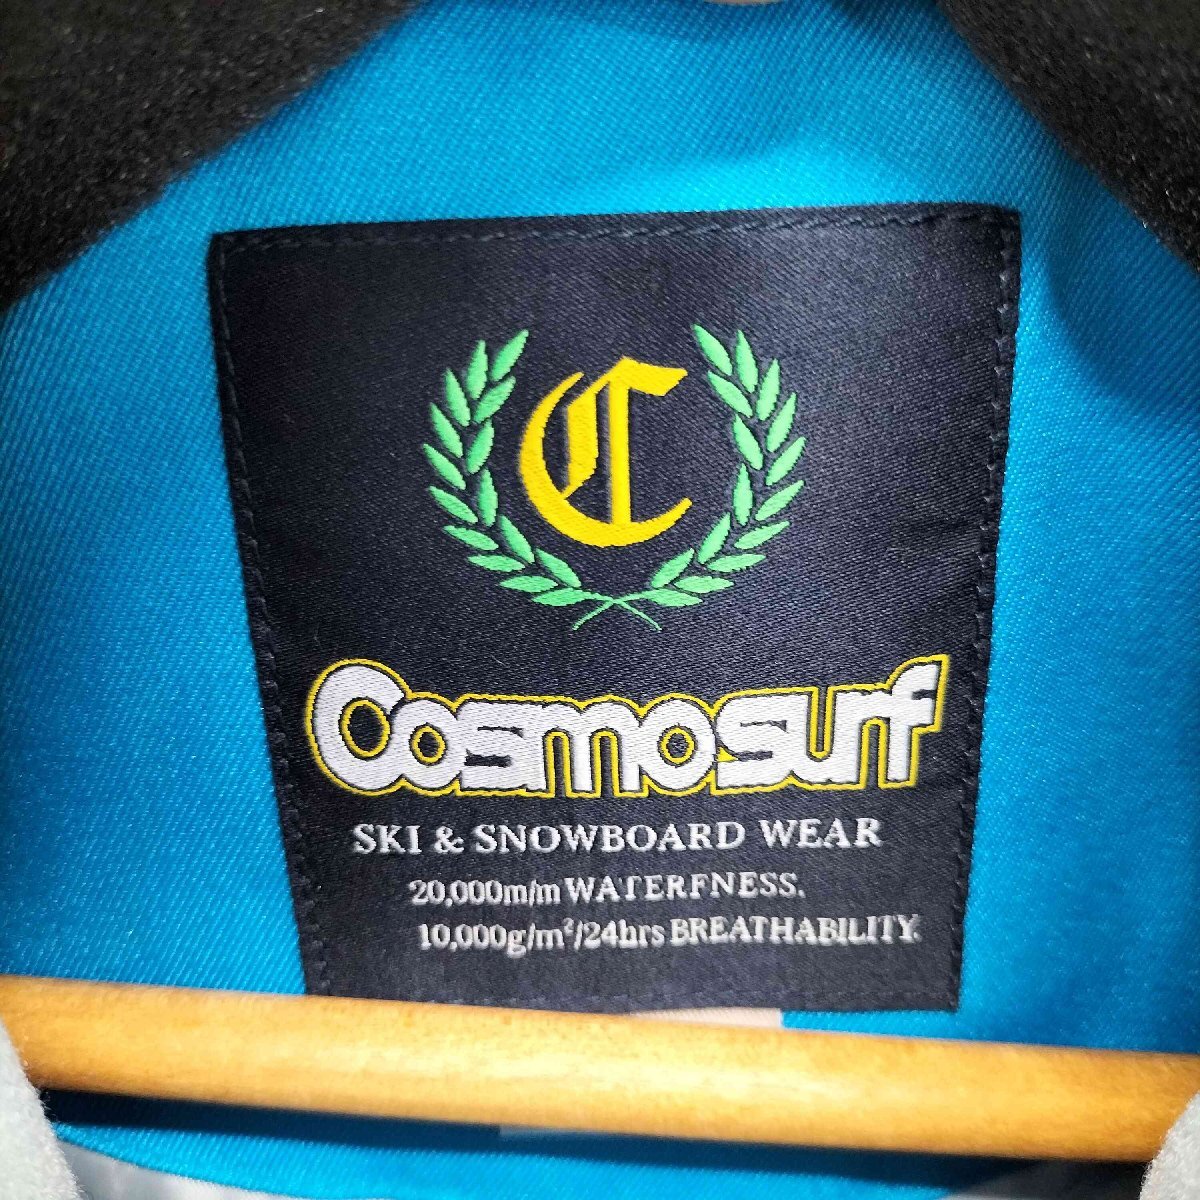 C
Cosmosurf
SKI & SNOWBOARD WEAR
20,000m/m WATERFNESS.
10,000g/m²/24hrs BREATHABILITY.